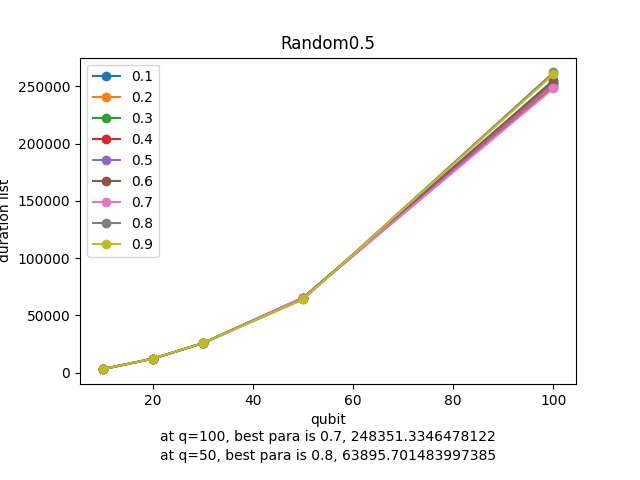 Random0.5
250000
200000
150000
100000
50000
0
duration list
0.1
0.2
0.3
0.4
0.5
0.6
0.7
0.8
0.9
20 40 60 80 100
qubit
at q=100, best para is 0.7, 248351.3346478122
at q=50, best para is 0.8, 63895.701483997385